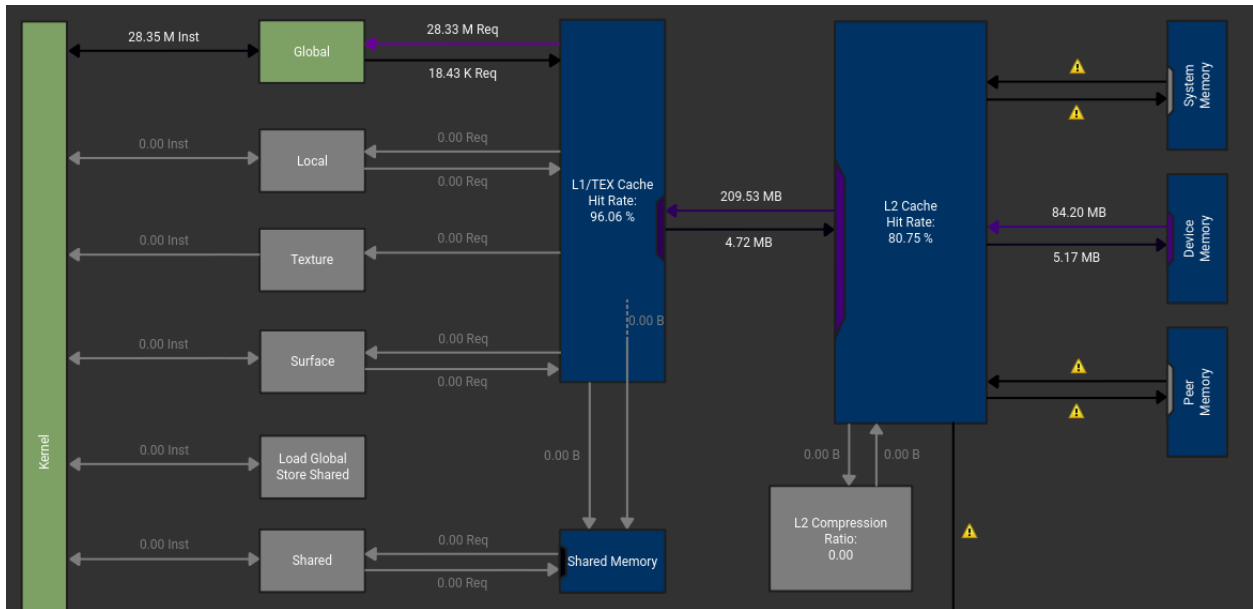 28.35 M Inst
Global
28.33 M Req
18.43 K Req
0.00 Inst
Local
0.00 Req
0.00 Req
0.00 Inst
Texture
0.00 Req
0.00 Inst
Surface
0.00 Req
0.00 Req
0.00 Inst
Load Global
Store Shared
0.00 Inst
Shared
0.00 Req
0.00 Req
Kernel
L1/TEX Cache
Hit Rate:
96.06 %
0.00 B
0.00 B
Shared Memory
209.53 MB
4.72 MB
L2 Cache
Hit Rate:
80.75 %
0.00 B
0.00 B
L2 Compression
Ratio:
0.00
84.20 MB
5.17 MB
System
Memory
Device
Memory
Peer
Memory